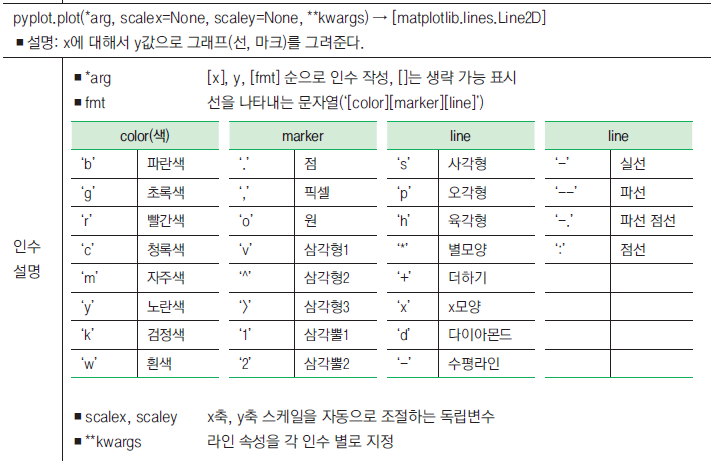 pyplot.plot(*arg, scalex=None, scaley=None, **kwargs) → [matplotlib.lines.Line2D]
■ 설명: x에 대해서 y값으로 그래프(선, 마크)를 그려준다.
인수 설명
■ *arg [x], y, [fmt] 순으로 인수 작성, []는 생략 가능 표시
■ fmt 선을 나타내는 문자열(‘[color][marker][line]’)
color(색) marker line line
‘b’ 파란색 ‘.’ 점 ‘s’ 사각형 ‘-’ 실선
‘g’ 초록색 ‘,’ 픽셀 ‘p’ 오각형 ‘--’ 파선
‘r’ 빨간색 ‘o’ 원 ‘h’ 육각형 ‘-.’ 파선 점선
‘c’ 청록색 ‘v’ 삼각형1 ‘*’ 별모양 ‘:’ 점선
‘m’ 자주색 ‘^’ 삼각형2 ‘+’ 더하기
‘y’ 노란색 ‘>’ 삼각형3 ‘x’ x모양
‘k’ 검정색 ‘1’ 삼각뿔1 ‘d’ 다이아몬드
‘w’ 흰색 ‘2’ 삼각뿔2 ‘-’ 수평라인
■ scalex, scaley x축, y축 스케일을 자동으로 조절하는 독립변수
■ **kwargs 라인 속성을 각 인수 별로 지정